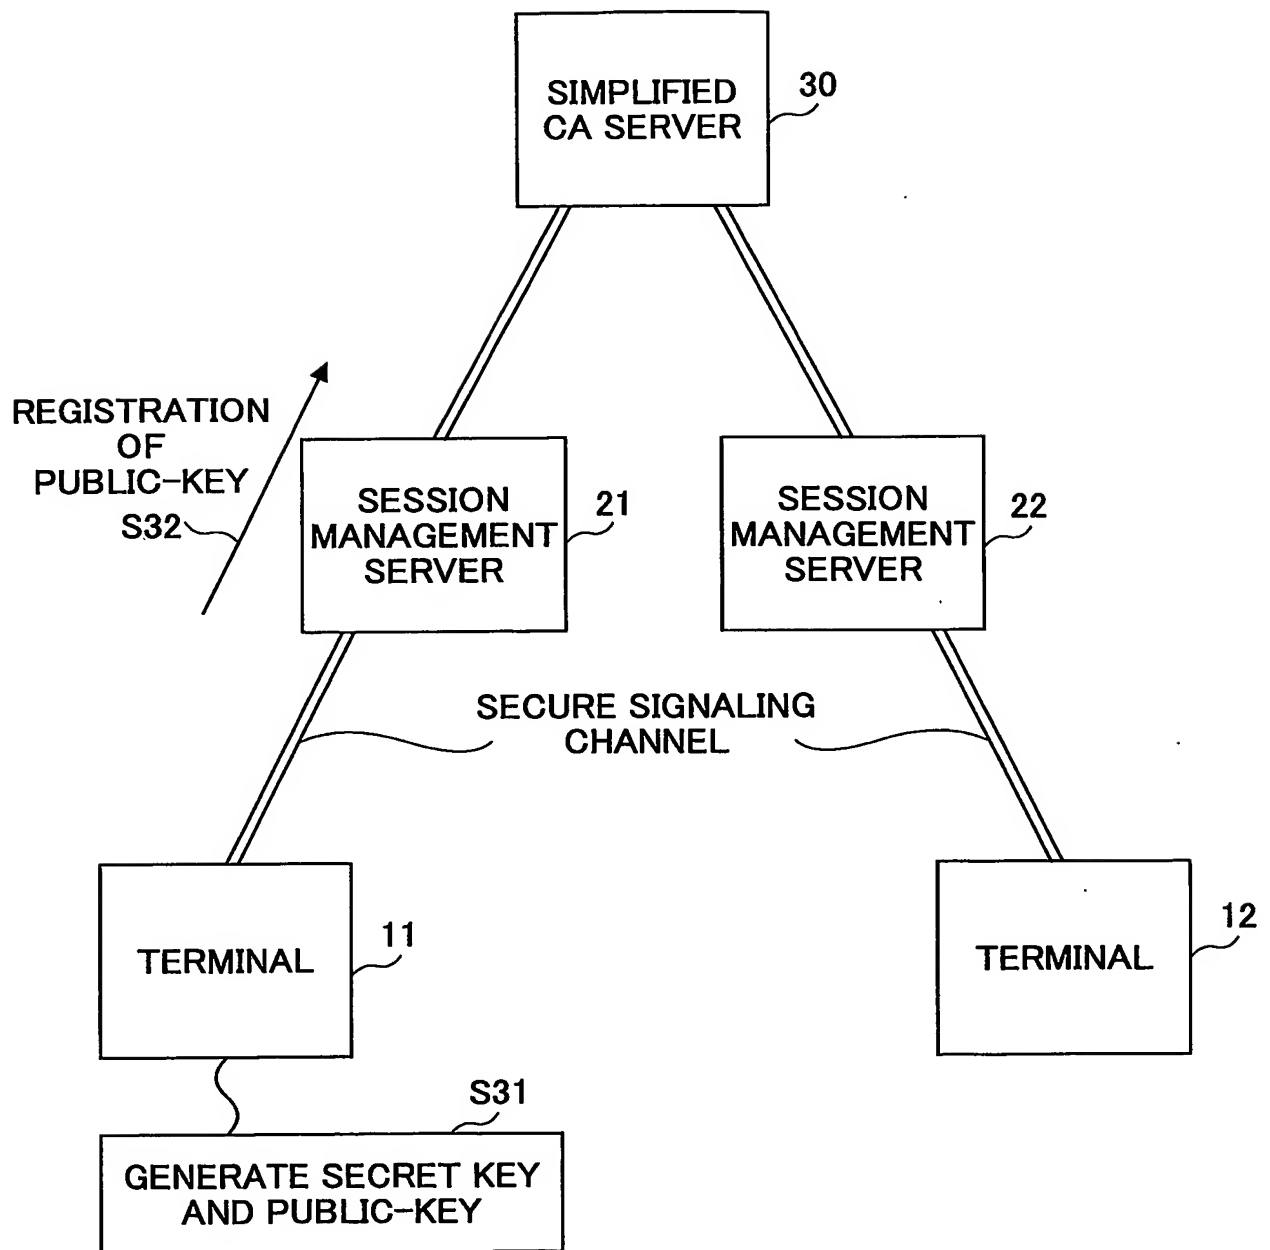 SIMPLIFIED
CA SERVER
30
REGISTRATION
OF
PUBLIC-KEY
S32
SESSION
MANAGEMENT
SERVER
21
SESSION
MANAGEMENT
SERVER
22
SECURE SIGNALING
CHANNEL
TERMINAL
11
TERMINAL
12
S31
GENERATE SECRET KEY
AND PUBLIC-KEY